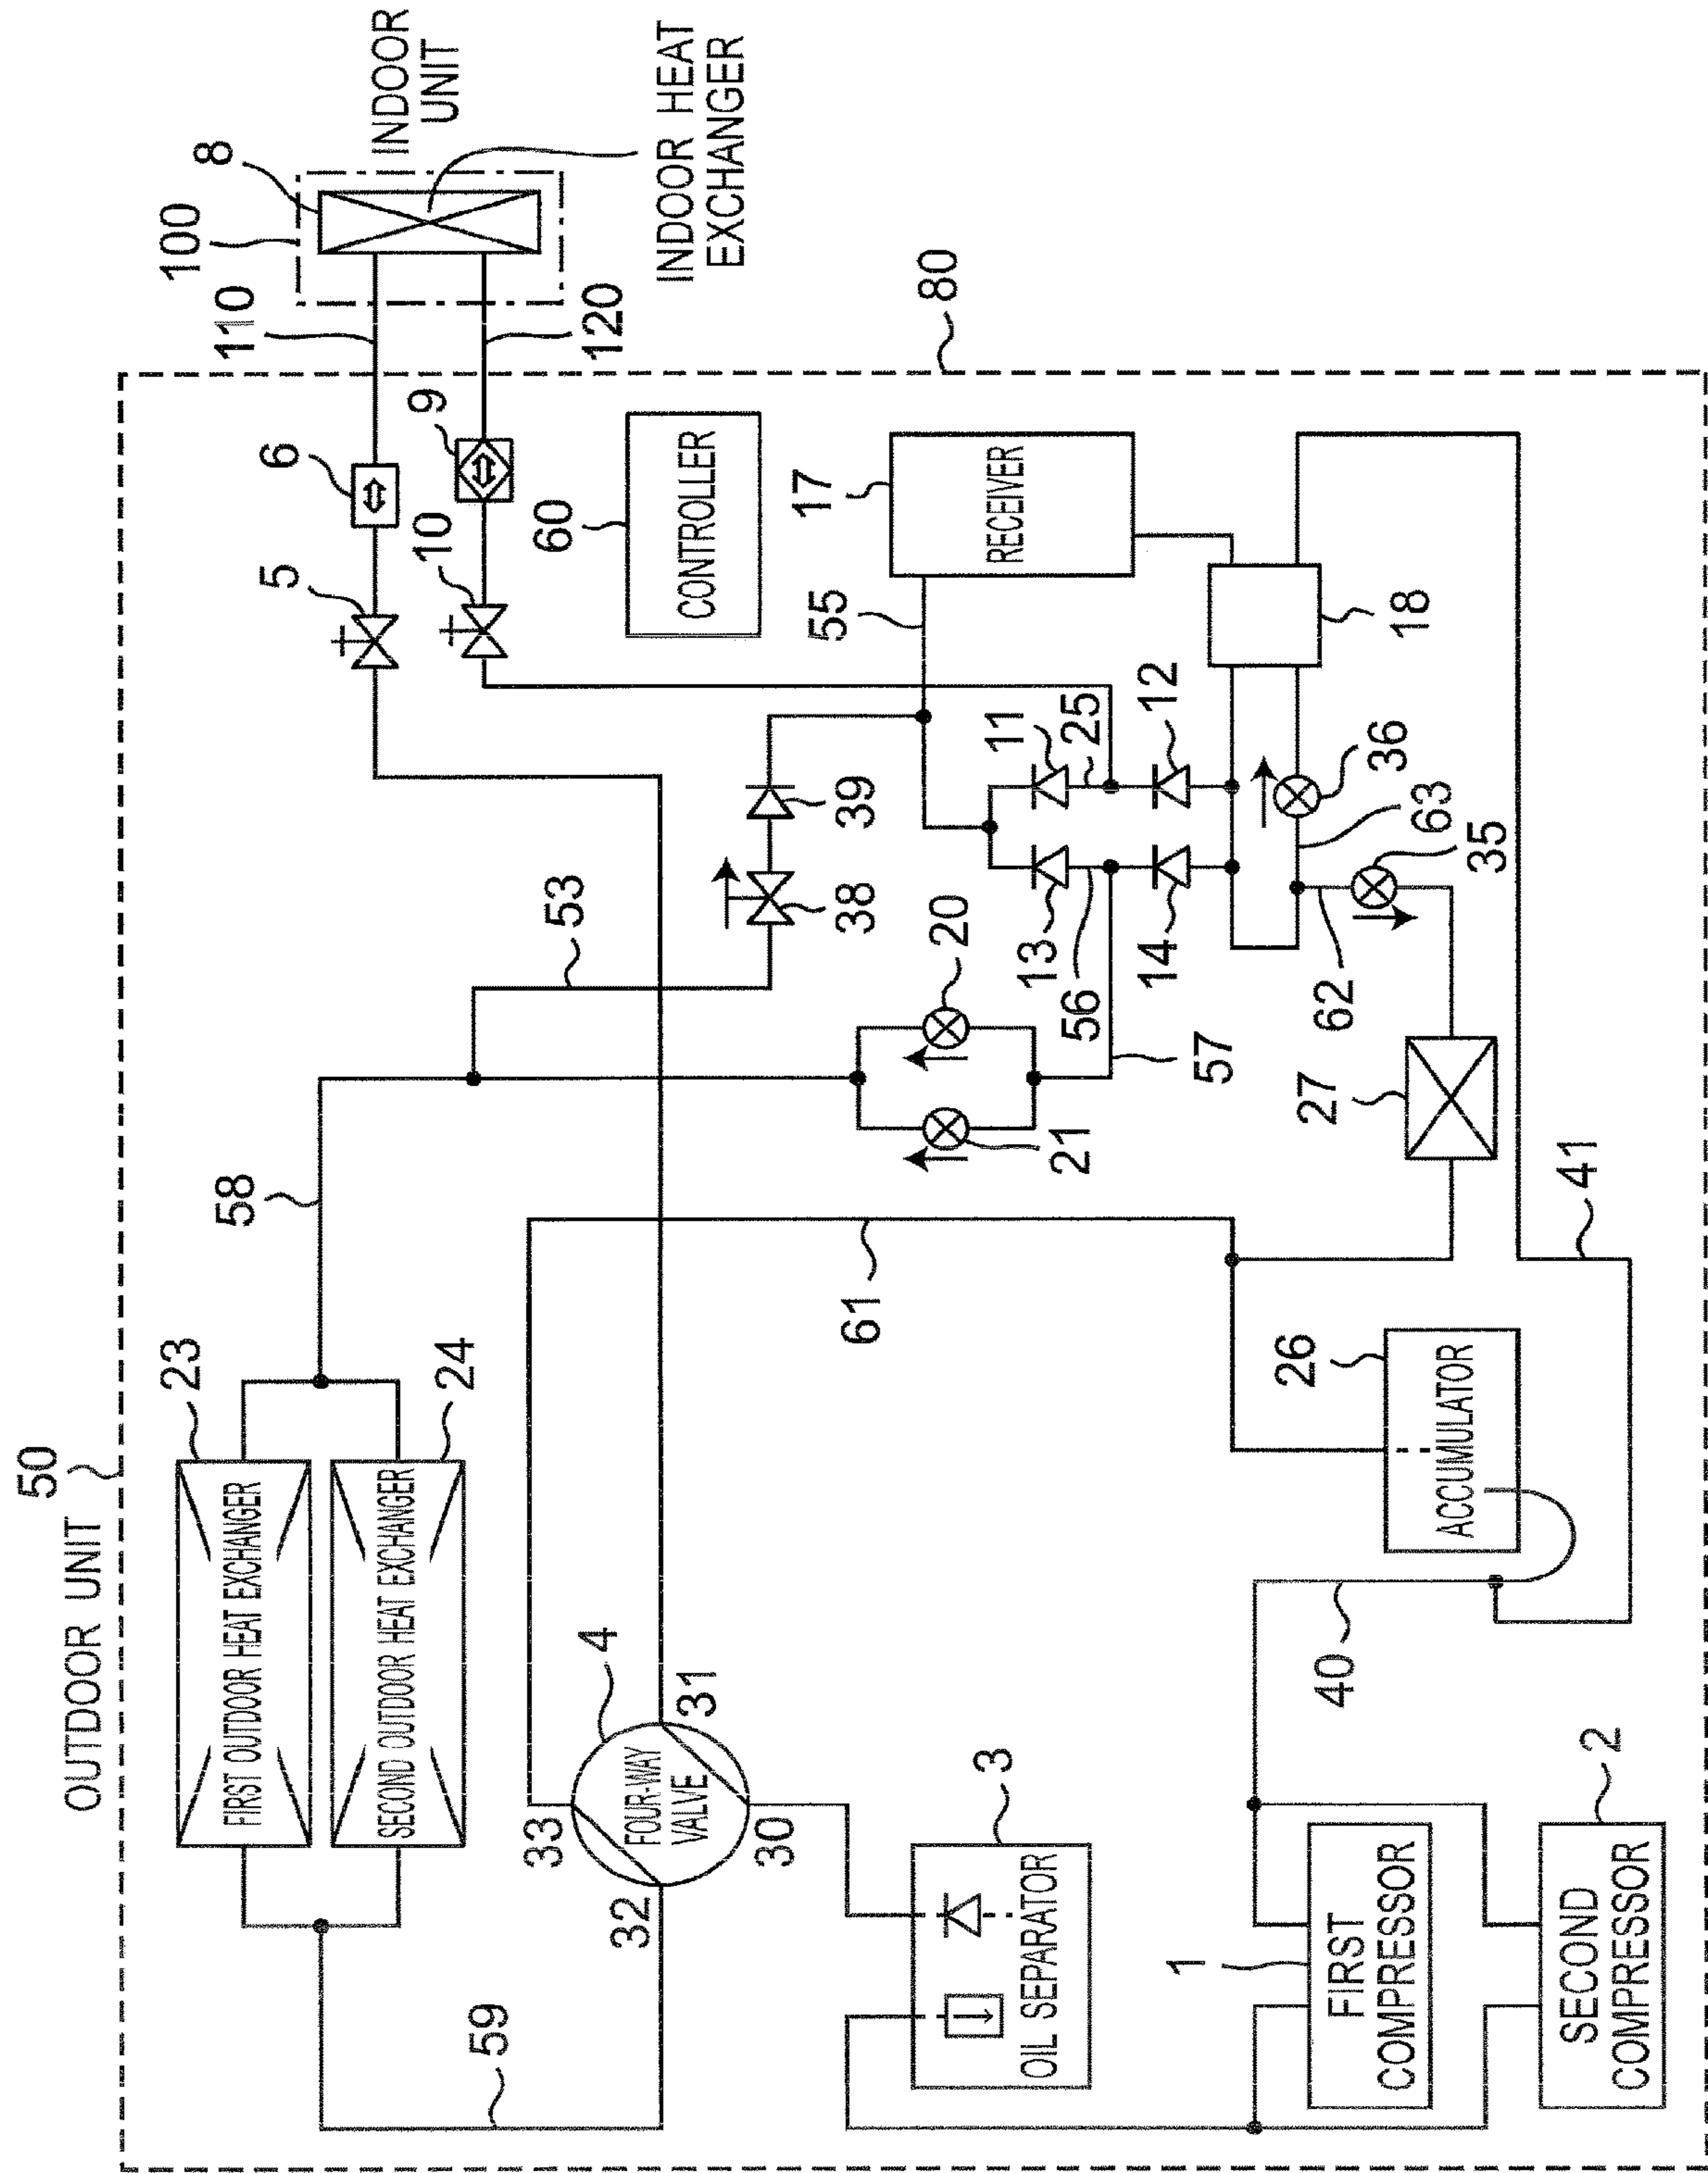 OUTDOOR UNIT
50
FIRST OUTDOOR HEAT EXCHANGER
23
SECOND OUTDOOR HEAT EXCHANGER
24
58
59
53
100
8
INDOOR
UNIT
110
120
INDOOR HEAT
EXCHANGER
5
6
10
9
60
CONTROLLER
80
4
FOUR-WAY
VALVE
33
31
32
30
61
38
39
20
21
57
56
13
11
25
14
12
55
17
RECEIVER
18
36
63
62
35
27
41
3
OIL SEPARATOR
26
ACCUMULATOR
40
1
FIRST
COMPRESSOR
2
SECOND
COMPRESSOR